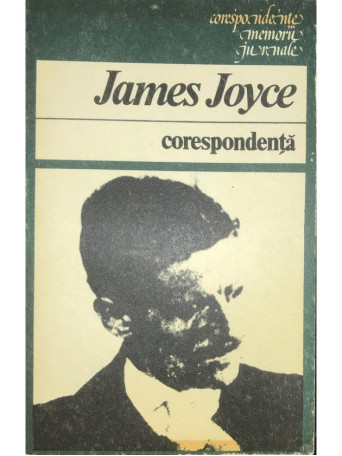 corespondențe
memorii
jurnale
James Joyce
corespondență